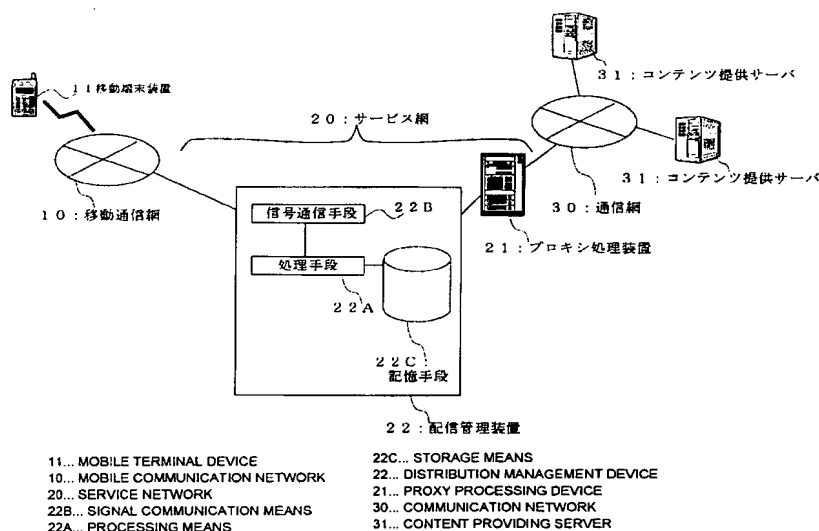 31：コンテンツ提供サーバ
11移動端末装置
20：サービス網
31：コンテンツ提供サーバ
10：移動通信網
信号通信手段
22B
30：通信網
21：プロキシ処理装置
処理手段
22A
22C：
記憶手段
22：配信管理装置
11... MOBILE TERMINAL DEVICE
10... MOBILE COMMUNICATION NETWORK
20... SERVICE NETWORK
22B... SIGNAL COMMUNICATION MEANS
22A... PROCESSING MEANS
22C... STORAGE MEANS
22... DISTRIBUTION MANAGEMENT DEVICE
21... PROXY PROCESSING DEVICE
30... COMMUNICATION NETWORK
31... CONTENT PROVIDING SERVER